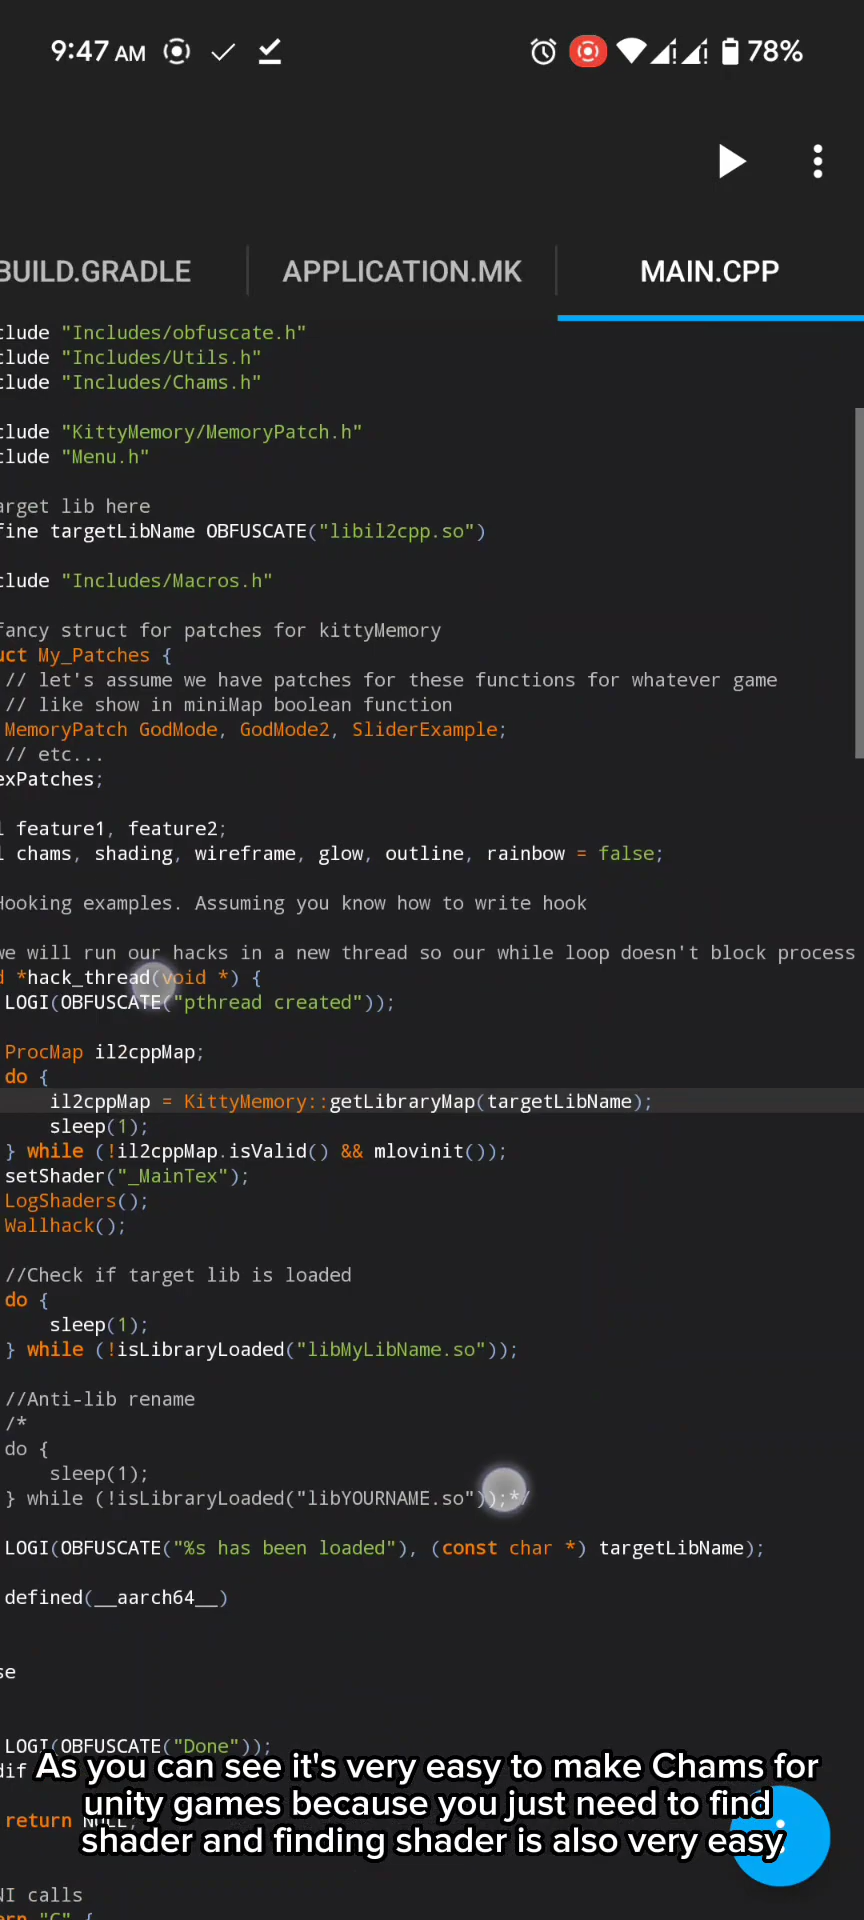 9:47 AM 78%
BUILD.GRADLE APPLICATION.MK MAIN.CPP
clude "Includes/obfuscate.h"
clude "Includes/Utils.h"
clude "Includes/Chams.h"
clude "KittyMemory/MemoryPatch.h"
clude "Menu.h"
arget lib here
fine targetLibName OBFUSCATE("libil2cpp.so")
clude "Includes/Macros.h"
fancy struct for patches for kittyMemory
uct My_Patches {
// let's assume we have patches for these functions for whatever game
// like show in miniMap boolean function
MemoryPatch GodMode, GodMode2, SliderExample;
// etc...
exPatches;
l feature1, feature2;
l chams, shading, wireframe, glow, outline, rainbow = false;
Hooking examples. Assuming you know how to write hook
we will run our hacks in a new thread so our while loop doesn't block process
d *hack_thread(void *) {
LOGI(OBFUSCATE("pthread created"));
ProcMap il2cppMap;
do {
il2cppMap = KittyMemory::getLibraryMap(targetLibName);
sleep(1);
} while (!il2cppMap.isValid() && mlovinit());
setShader("_MainTex");
LogShaders();
Wallhack();
//Check if target lib is loaded
do {
sleep(1);
} while (!isLibraryLoaded("libMyLibName.so"));
//Anti-lib rename
/*
do {
sleep(1);
} while (!isLibraryLoaded("libYOURNAME.so"));*/
LOGI(OBFUSCATE("%s has been loaded"), (const char *) targetLibName);
defined(__aarch64__)
se
LOGI(OBFUSCATE("Done"));
dif
As you can see it's very easy to make Chams for
unity games because you just need to find
return NULL;
shader and finding shader is also very easy
NI calls
ern "C" {